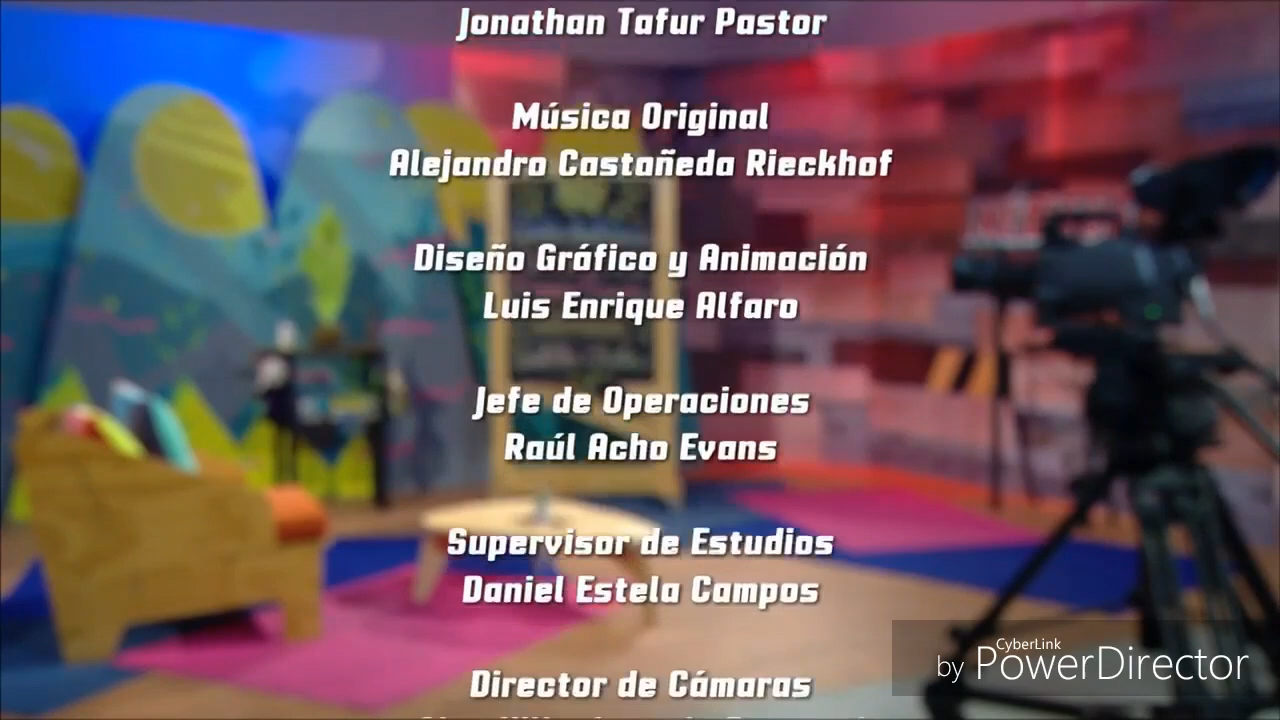 Jonathan Tafur Pastor
Música Original
Alejandro Castañeda Rieckhof
Diseño Gráfico y Animación
Luis Enrique Alfaro
Jefe de Operaciones
Raúl Acho Evans
Supervisor de Estudios
Daniel Estela Campos
Director de Cámaras
CyberLink
by PowerDirector